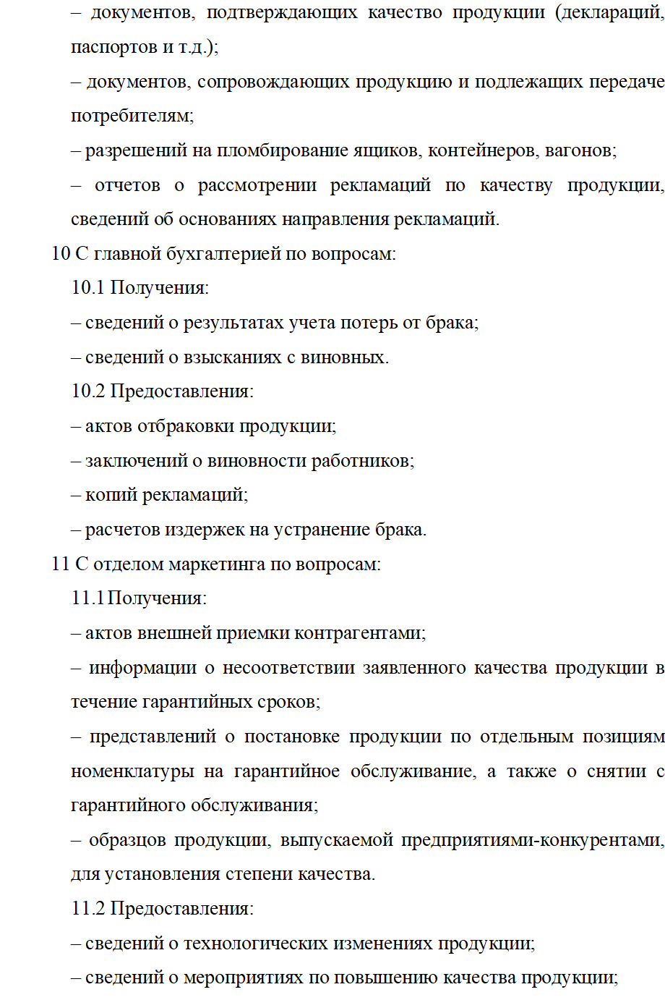 – документов, подтверждающих качество продукции (деклараций,
паспортов и т.д.);
– документов, сопровождающих продукцию и подлежащих передаче
потребителям;
– разрешений на пломбирование ящиков, контейнеров, вагонов;
– отчетов о рассмотрении рекламаций по качеству продукции,
сведений об основаниях направления рекламаций.
10 С главной бухгалтерией по вопросам:
10.1 Получения:
– сведений о результатах учета потерь от брака;
– сведений о взысканиях с виновных.
10.2 Предоставления:
– актов отбраковки продукции;
– заключений о виновности работников;
– копий рекламаций;
– расчетов издержек на устранение брака.
11 С отделом маркетинга по вопросам:
11.1 Получения:
– актов внешней приемки контрагентами;
– информации о несоответствии заявленного качества продукции в
течение гарантийных сроков;
– представлений о постановке продукции по отдельным позициям
номенклатуры на гарантийное обслуживание, а также о снятии с
гарантийного обслуживания;
– образцов продукции, выпускаемой предприятиями-конкурентами,
для установления степени качества.
11.2 Предоставления:
– сведений о технологических изменениях продукции;
– сведений о мероприятиях по повышению качества продукции;